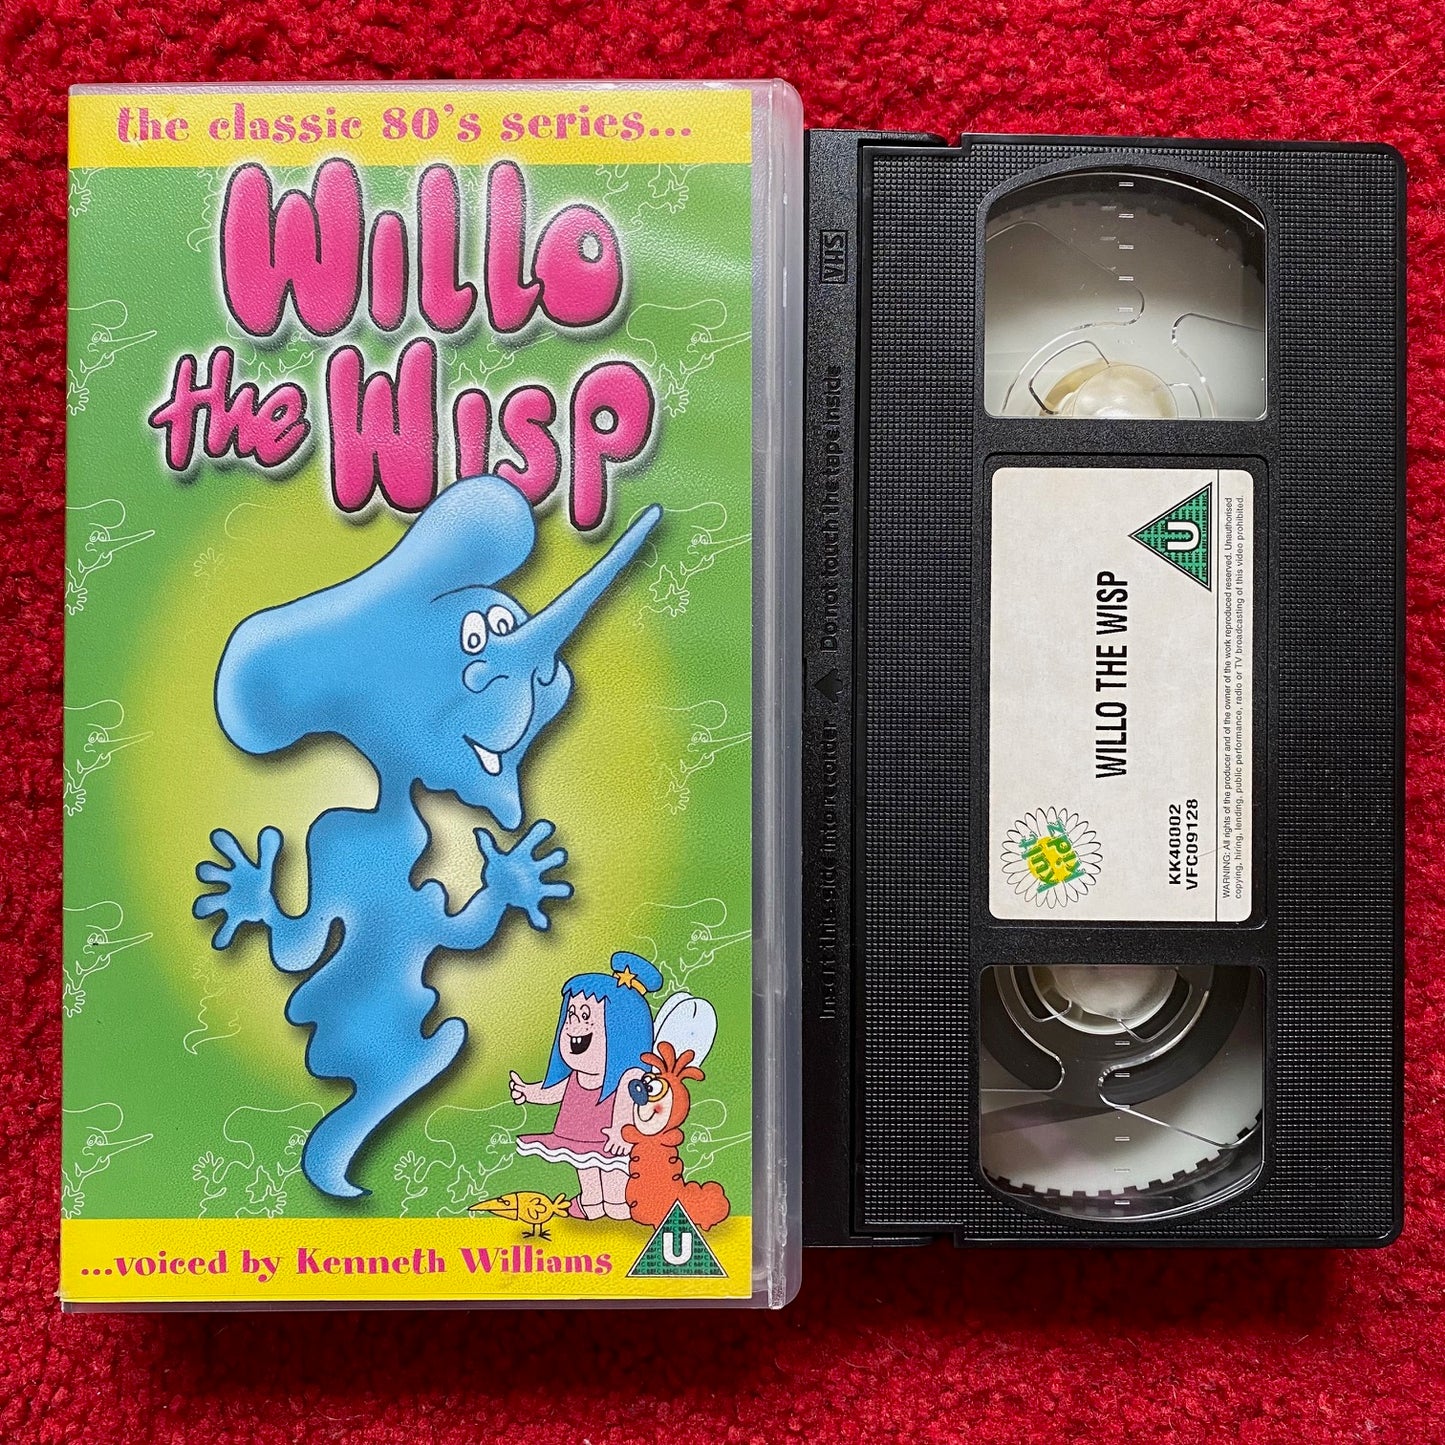 the classic 80's series...
Willo
the Wisp
...voiced by Kenneth Williams
U
VHS
Do not touch the tape inside
Insert this side into recorder
U
WILLO THE WISP
kult
kidz
KK40002
VFC09128
WARNING: All rights of the producer and of the owner of the work reproduced reserved. Unauthorised
copying, hiring, lending, public performance, radio or TV broadcasting of this video prohibited.